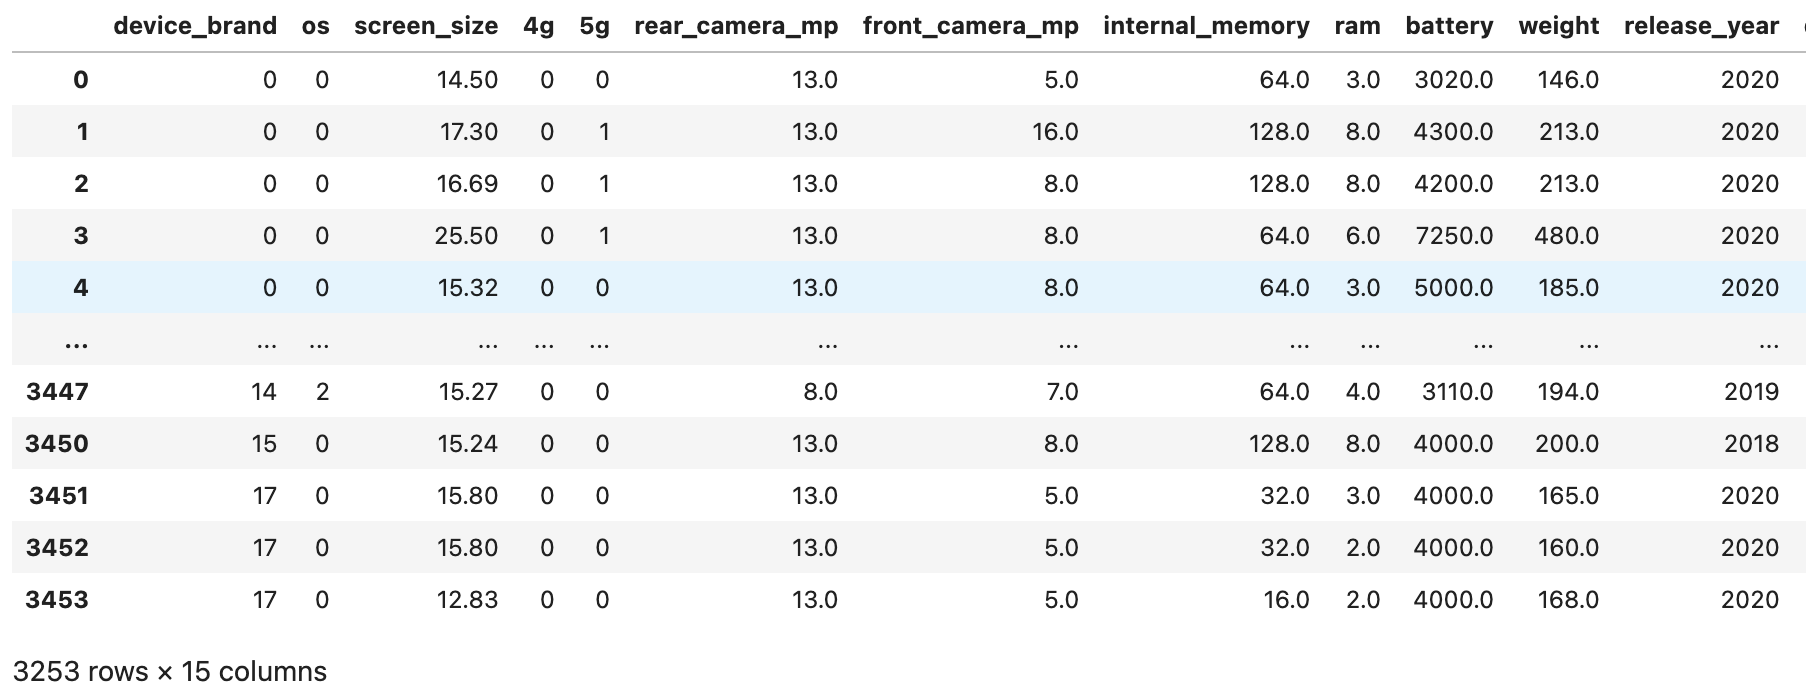 device_brand os screen_size 4g 5g rear_camera_mp front_camera_mp internal_memory ram battery weight release_year
0 0 0 14.50 0 0 13.0 5.0 64.0 3.0 3020.0 146.0 2020
1 0 0 17.30 0 1 13.0 16.0 128.0 8.0 4300.0 213.0 2020
2 0 0 16.69 0 1 13.0 8.0 128.0 8.0 4200.0 213.0 2020
3 0 0 25.50 0 1 13.0 8.0 64.0 6.0 7250.0 480.0 2020
4 0 0 15.32 0 0 13.0 8.0 64.0 3.0 5000.0 185.0 2020
... ... ... ... ... ... ... ... ... ... ... ... ...
3447 14 2 15.27 0 0 8.0 7.0 64.0 4.0 3110.0 194.0 2019
3450 15 0 15.24 0 0 13.0 8.0 128.0 8.0 4000.0 200.0 2018
3451 17 0 15.80 0 0 13.0 5.0 32.0 3.0 4000.0 165.0 2020
3452 17 0 15.80 0 0 13.0 5.0 32.0 2.0 4000.0 160.0 2020
3453 17 0 12.83 0 0 13.0 5.0 16.0 2.0 4000.0 168.0 2020
3253 rows × 15 columns